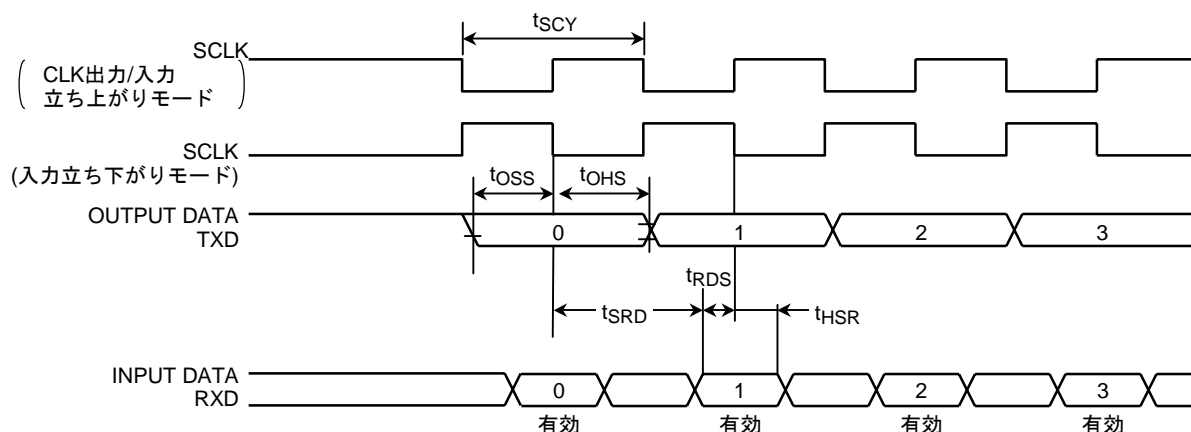 tSCY
SCLK
(CLK出力/入力
立ち上がりモード)
SCLK
(入力立ち下がりモード)
tOSS
tOHS
OUTPUT DATA
TXD
0
1
2
3
tRDS
tSRD
tHSR
INPUT DATA
RXD
0
1
2
3
有効
有効
有効
有効